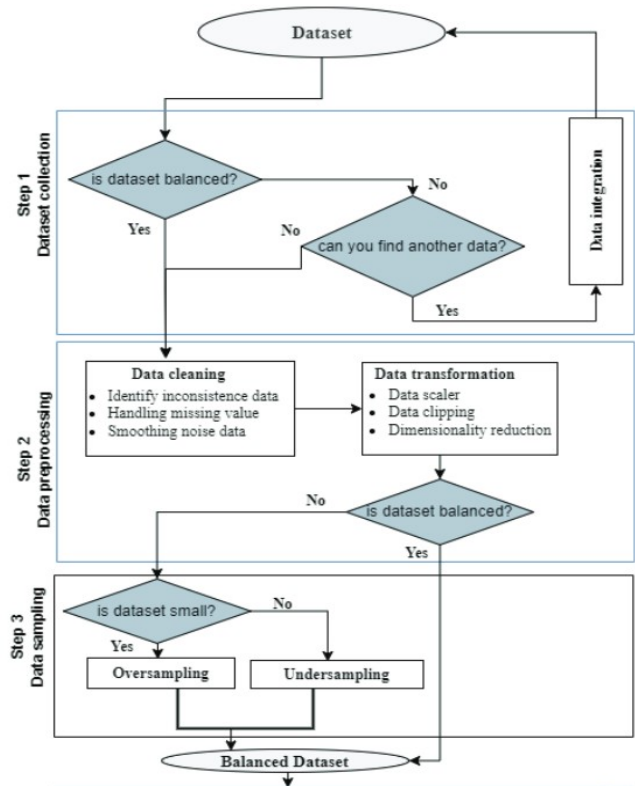 Dataset
Step 1
Dataset collection
is dataset balanced?
No
Yes
No
can you find another data?
Yes
Data integration
Step 2
Data preprocessing
Data cleaning
• Identify inconsistence data
• Handling missing value
• Smoothing noise data
Data transformation
• Data scaler
• Data clipping
• Dimensionality reduction
No
is dataset balanced?
Yes
Step 3
Data sampling
is dataset small?
No
Yes
Oversampling
Undersampling
Balanced Dataset